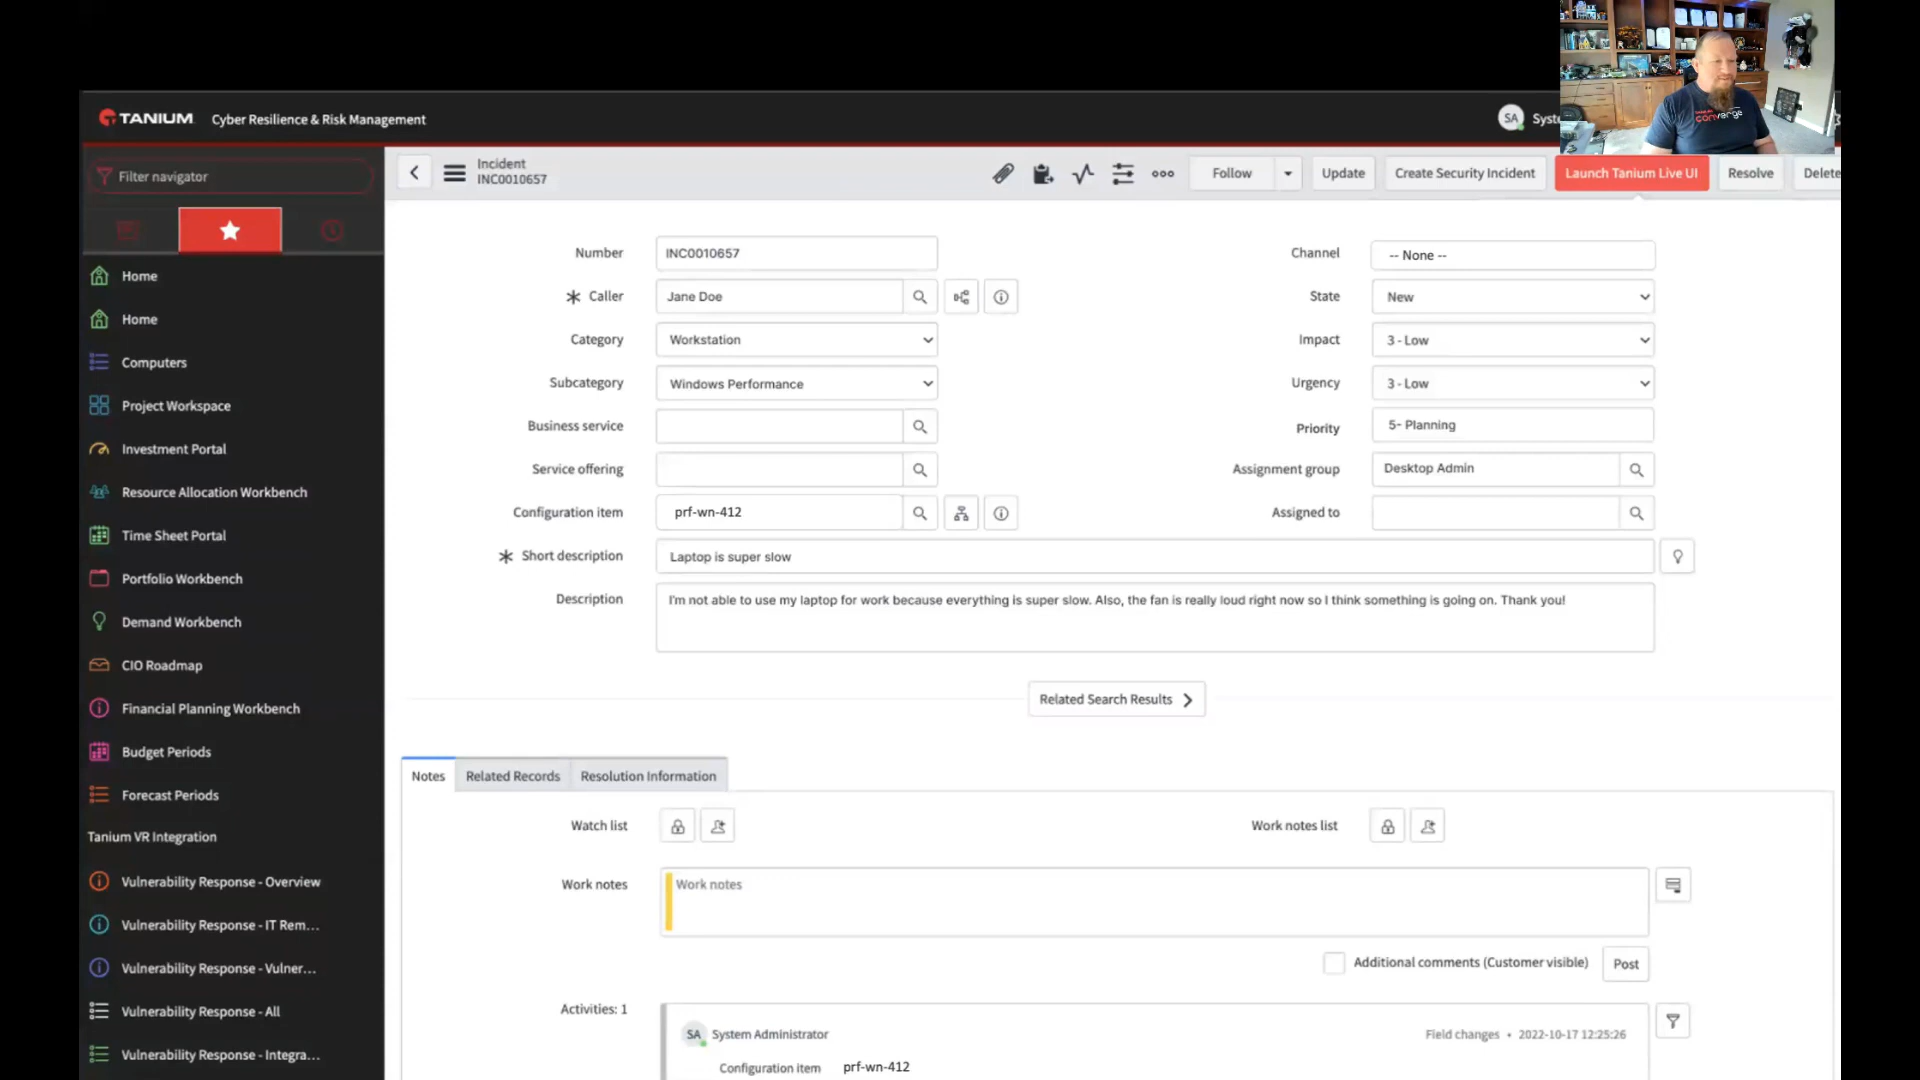 TANIUM Cyber Resilience & Risk Management
SA Syst
converge
Filter navigator
Home
Home
Computers
Project Workspace
Investment Portal
Resource Allocation Workbench
Time Sheet Portal
Portfolio Workbench
Demand Workbench
CIO Roadmap
Financial Planning Workbench
Budget Periods
Forecast Periods
Tanium VR Integration
Vulnerability Response - Overview
Vulnerability Response - IT Rem...
Vulnerability Response - Vulner...
Vulnerability Response - All
Vulnerability Response - Integra...
Incident
INC0010657
Follow Update Create Security Incident Launch Tanium Live UI Resolve Delete
Number INC0010657
Channel -- None --
Caller Jane Doe
State New
Category Workstation
Impact 3 - Low
Subcategory Windows Performance
Urgency 3 - Low
Business service
Priority 5- Planning
Service offering
Assignment group Desktop Admin
Configuration item prf-wn-412
Assigned to
Short description Laptop is super slow
Description I'm not able to use my laptop for work because everything is super slow. Also, the fan is really loud right now so I think something is going on. Thank you!
Related Search Results
Notes Related Records Resolution Information
Watch list Work notes list
Work notes Work notes
Additional comments (Customer visible) Post
Activities: 1
SA System Administrator Field changes • 2022-10-17 12:25:26
Configuration item prf-wn-412